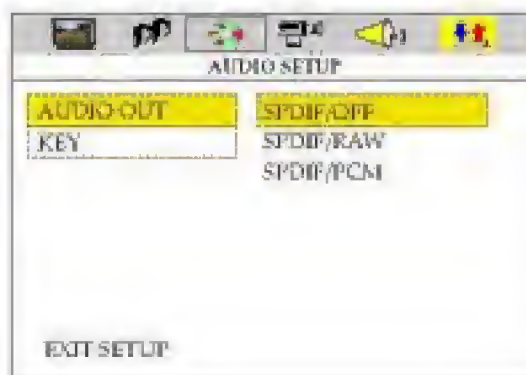 AUDIO SETUP
AUDIO OUT
SPDIF/OFF
KEY
SPDIF/RAW
SPDIF/PCM
EXIT SETUP